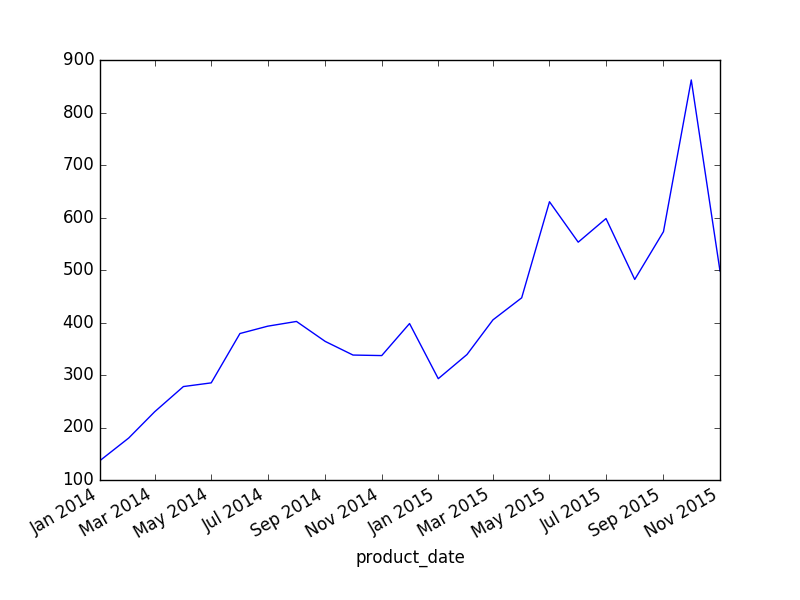 900
800
700
600
500
400
300
200
100
Jan 2014
Mar 2014
May 2014
Jul 2014
Sep 2014
Nov 2014
Jan 2015
Mar 2015
May 2015
Jul 2015
Sep 2015
Nov 2015
product_date